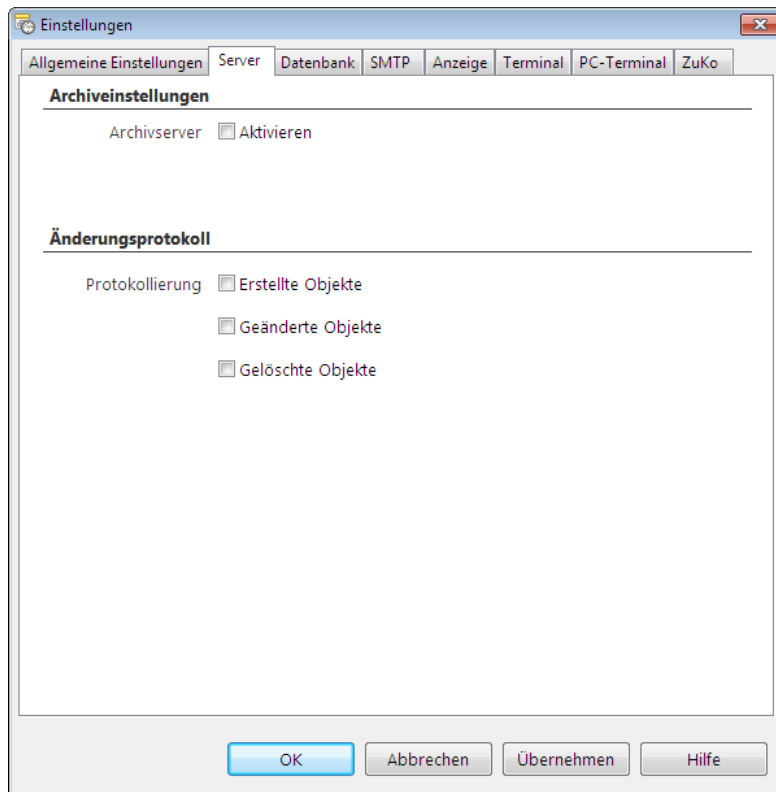 Einstellungen
Allgemeine Einstellungen Server Datenbank SMTP Anzeige Terminal PC-Terminal ZuKo
Archiveinstellungen
Archivserver Aktivieren
Änderungsprotokoll
Protokollierung Erstellte Objekte
Geänderte Objekte
Gelöschte Objekte
OK Abbrechen Übernehmen Hilfe